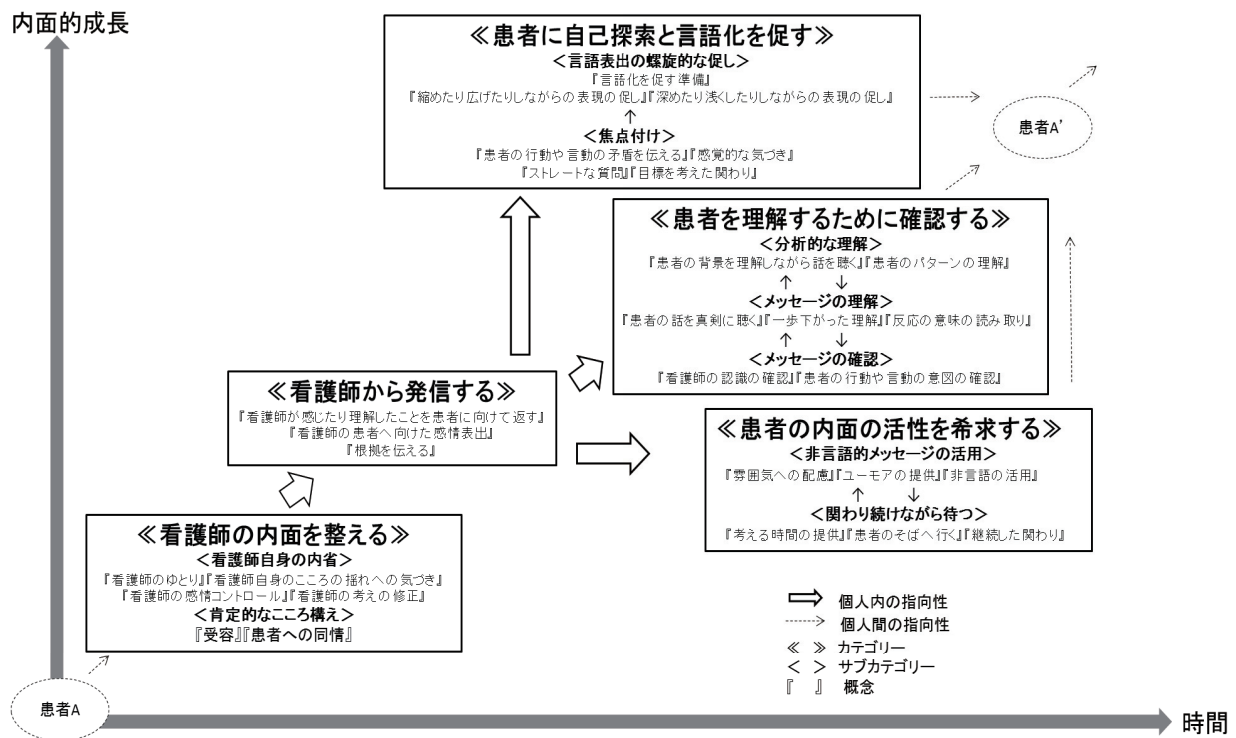 内面的成長
≪患者に自己探索と言語化を促す≫
＜言語表出の螺旋的な促し＞
『言語化を促す準備』
『縮めたり広げたりしながらの表現の促し』『深めたり浅くしたりしながらの表現の促し』
↑
＜焦点付け＞
『患者の行動や言動の矛盾を伝える』『感覚的な気づき』
『ストレートな質問』『目標を考えた関わり』
患者A'
≪患者を理解するために確認する≫
＜分析的な理解＞
『患者の背景を理解しながら話を聴く』『患者のパターンの理解』
↑ ↓
＜メッセージの理解＞
『患者の話を真剣に聴く』『一歩下がった理解』『反応の意味の読み取り』
↑ ↓
＜メッセージの確認＞
『看護師の認識の確認』『患者の行動や言動の意図の確認』
≪看護師から発信する≫
『看護師が感じたり理解したことを患者に向けて返す』
『看護師の患者へ向けた感情表出』
『根拠を伝える』
≪患者の内面の活性を希求する≫
＜非言語的メッセージの活用＞
『雰囲気への配慮』『ユーモアの提供』『非言語の活用』
↑ ↓
＜関わり続けながら待つ＞
『考える時間の提供』『患者のそばへ行く』『継続した関わり』
≪看護師の内面を整える≫
＜看護師自身の内省＞
『看護師のゆとり』『看護師自身のこころの揺れへの気づき』
『看護師の感情コントロール』『看護師の考えの修正』
＜肯定的なこころ構え＞
『受容』『患者への同情』
個人内の指向性
個人間の指向性
≪ ≫ カテゴリー
＜ ＞ サブカテゴリー
『 』 概念
患者A
時間